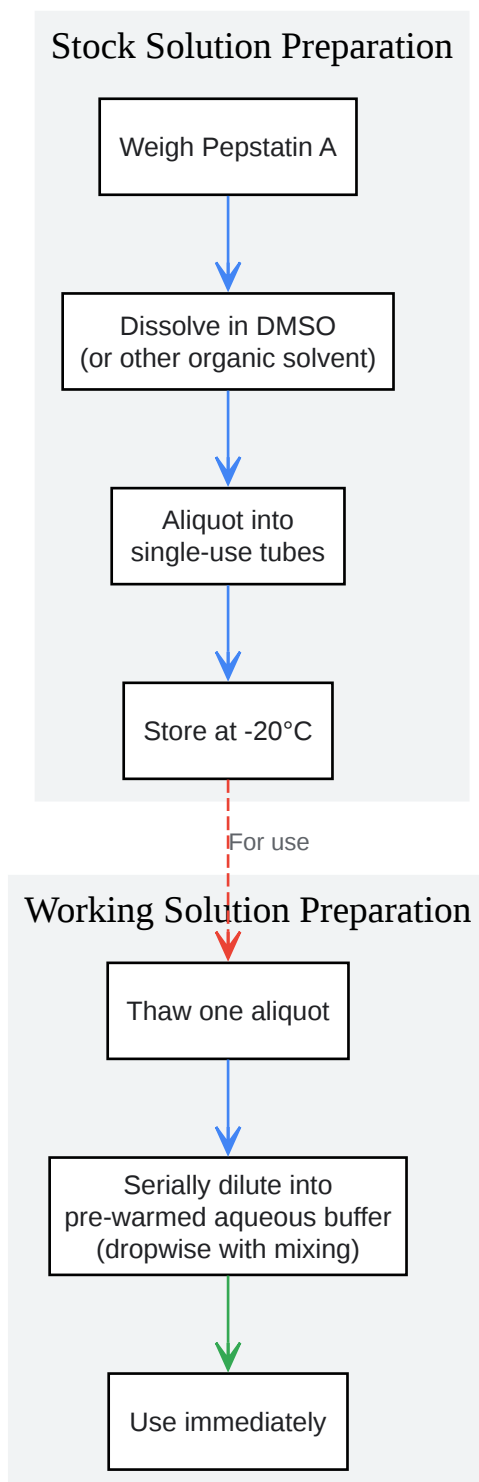 Stock Solution Preparation
Weigh Pepstatin A
Dissolve in DMSO
(or other organic solvent)
Aliquot into
single-use tubes
Store at -20°C
For use
Working Solution Preparation
Thaw one aliquot
Serially dilute into
pre-warmed aqueous buffer
(dropwise with mixing)
Use immediately